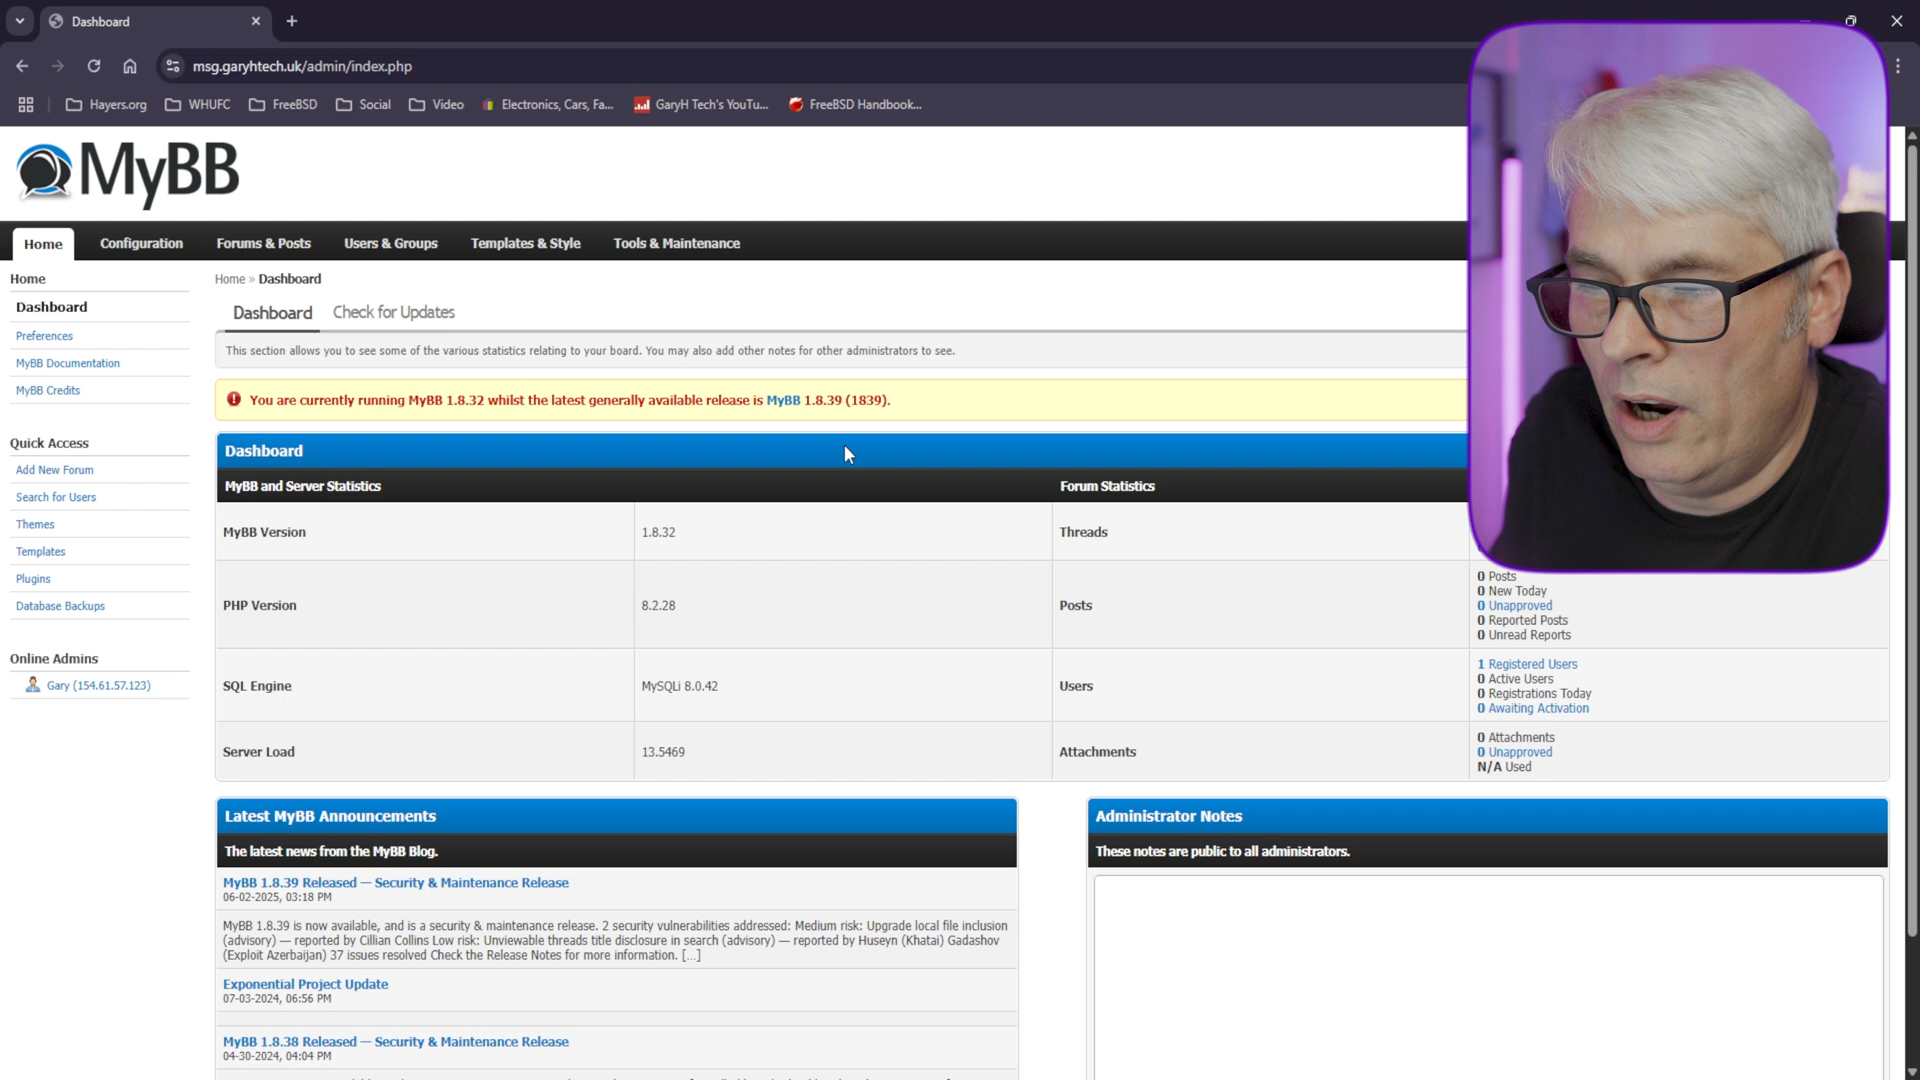 Dashboard
msg.garyhtech.uk/admin/index.php
Hayers.org
WHUFC
FreeBSD
Social
Video
Electronics, Cars, Fa...
GaryH Tech's YouTu...
FreeBSD Handbook...
MyBB
Home
Configuration
Forums & Posts
Users & Groups
Templates & Style
Tools & Maintenance
Home
Dashboard
Preferences
MyBB Documentation
MyBB Credits
Quick Access
Add New Forum
Search for Users
Themes
Templates
Plugins
Database Backups
Online Admins
Gary (154.61.57.123)
Home » Dashboard
Dashboard
Check for Updates
This section allows you to see some of the various statistics relating to your board. You may also add other notes for other administrators to see.
You are currently running MyBB 1.8.32 whilst the latest generally available release is MyBB 1.8.39 (1839).
Dashboard
MyBB and Server Statistics
Forum Statistics
MyBB Version
1.8.32
Threads
PHP Version
8.2.28
Posts
0 Posts
0 New Today
0 Unapproved
0 Reported Posts
0 Unread Reports
SQL Engine
MySQLi 8.0.42
Users
1 Registered Users
0 Active Users
0 Registrations Today
0 Awaiting Activation
Server Load
13.5469
Attachments
0 Attachments
0 Unapproved
N/A Used
Latest MyBB Announcements
The latest news from the MyBB Blog.
MyBB 1.8.39 Released — Security & Maintenance Release
06-02-2025, 03:18 PM
MyBB 1.8.39 is now available, and is a security & maintenance release. 2 security vulnerabilities addressed: Medium risk: Upgrade local file inclusion
(advisory) — reported by Cillian Collins Low risk: Unviewable threads title disclosure in search (advisory) — reported by Huseyn (Khatai) Gadashov
(Exploit Azerbaijan) 37 issues resolved Check the Release Notes for more information. [...]
Exponential Project Update
07-03-2024, 06:56 PM
MyBB 1.8.38 Released — Security & Maintenance Release
04-30-2024, 04:04 PM
Administrator Notes
These notes are public to all administrators.